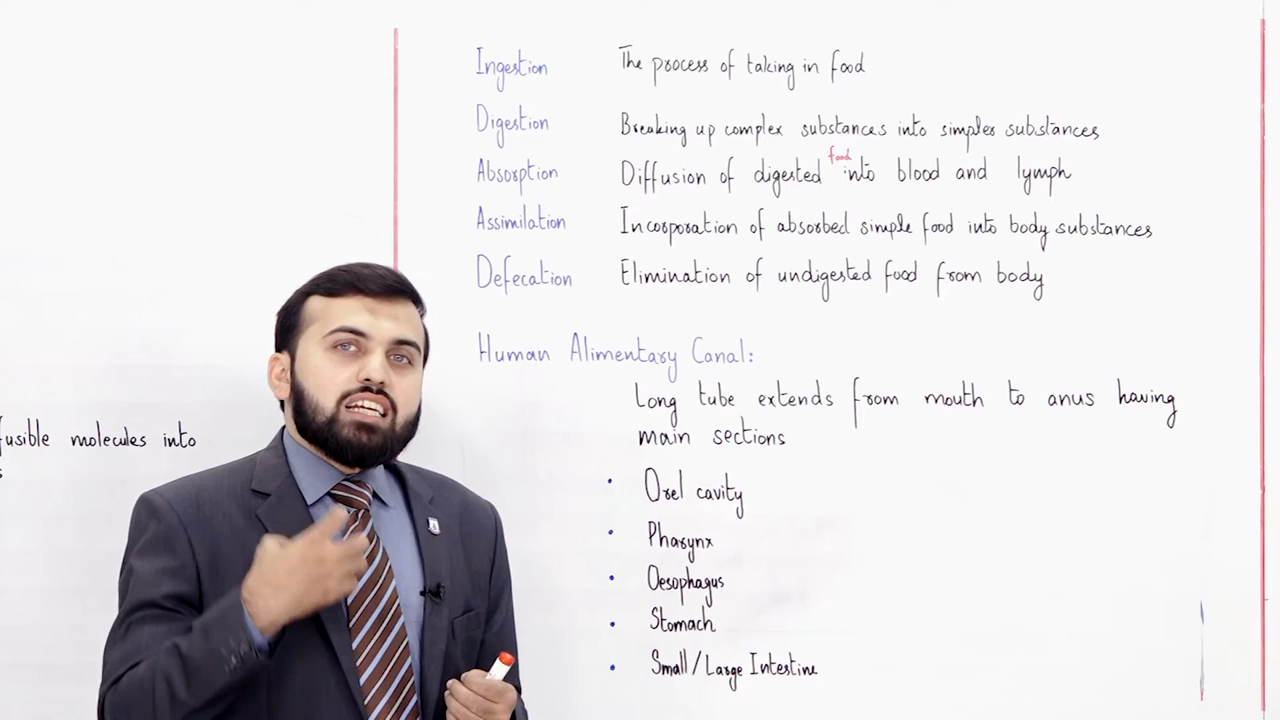 Ingestion The process of taking in food
Digestion Breaking up complex substances into simpler substances
food
Absorption Diffusion of digested into blood and lymph
Assimilation Incorporation of absorbed simple food into body substances
Defecation Elimination of undigested food from body
Human Alimentary Canal:
Long tube extends from mouth to anus having
main sections
• Orel cavity
• Pharynx
• Oesophagus
• Stomach
• Small/Large Intestine
fusible molecules into
s